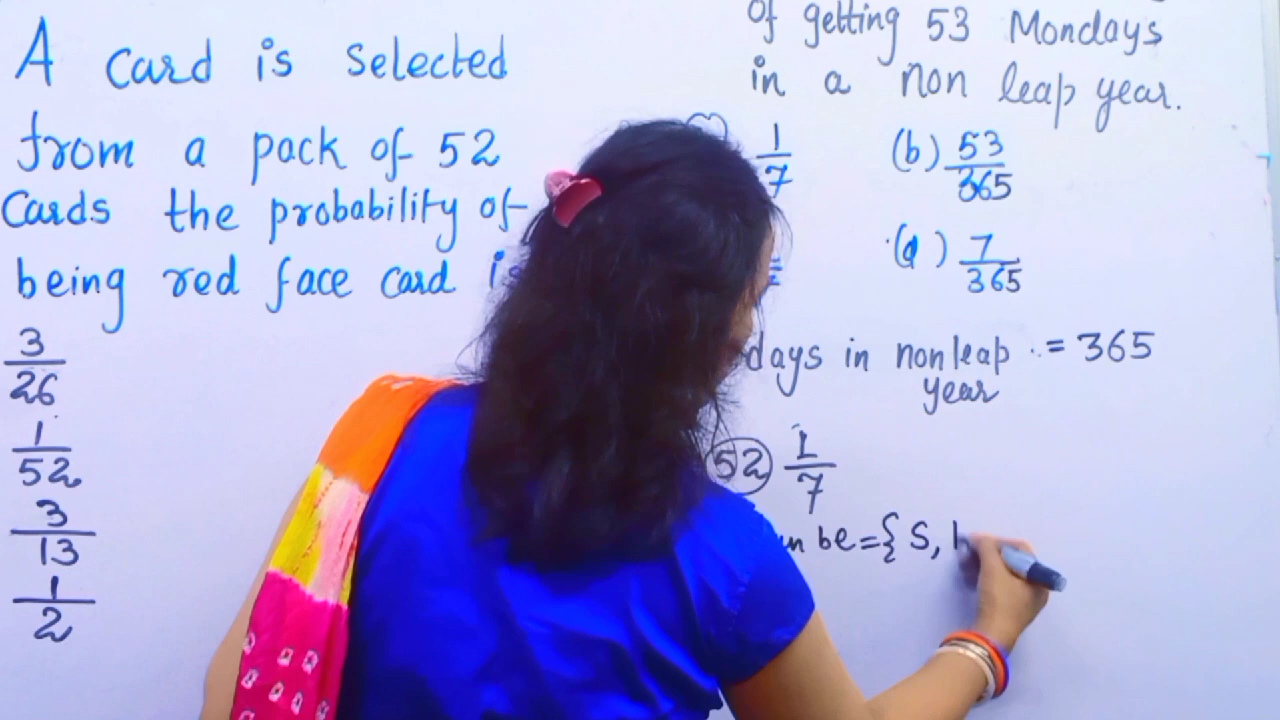 A card is selected
from a pack of 52
Cards the probability of
being red face card
3/26
1/52
3/13
1/2
of getting 53 Mondays
in a non leap year.
1/7 (b) 53/365
(d) 7/365
days in non leap year = 365
52 1/7
be = { S,